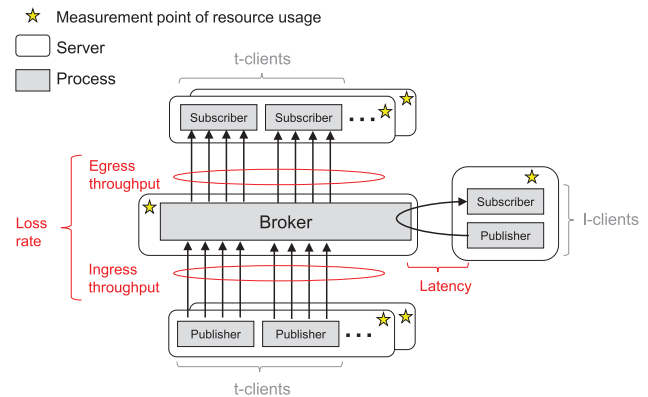 Measurement point of resource usage
Server
Process
t-clients
Subscriber
Subscriber
...
Egress
throughput
Loss
rate
Broker
Subscriber
Publisher
l-clients
Ingress
throughput
Latency
Publisher
Publisher
...
t-clients